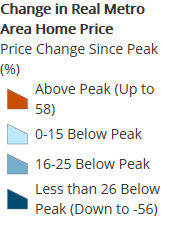 Change in Real Metro
Area Home Price
Price Change Since Peak
(%)
Above Peak (Up to
58)
0-15 Below Peak
16-25 Below Peak
Less than 26 Below
Peak (Down to -56)